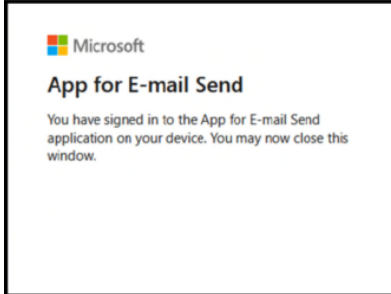 Microsoft
App for E-mail Send
You have signed in to the App for E-mail Send
application on your device. You may now close this
window.